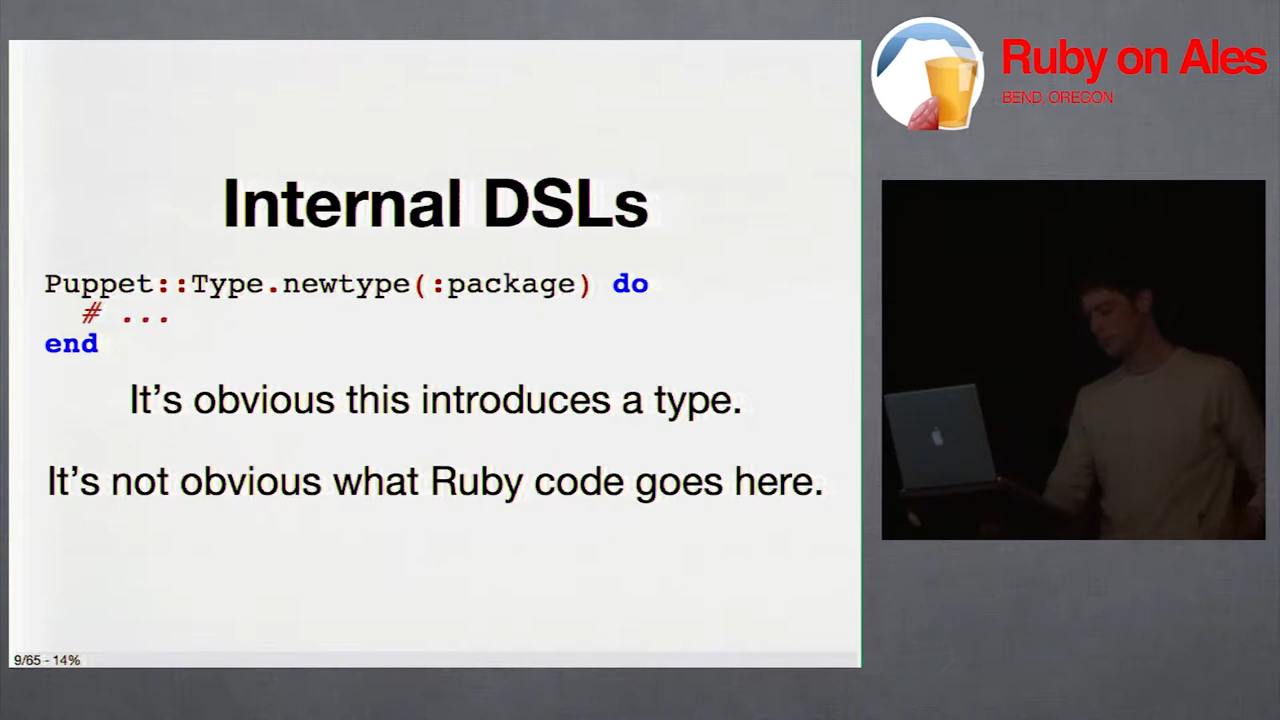 Internal DSLs
Puppet::Type.newtype(:package) do
# ...
end
It's obvious this introduces a type.
It's not obvious what Ruby code goes here.
9/65 - 14%
Ruby on Ales
BEND, OREGON